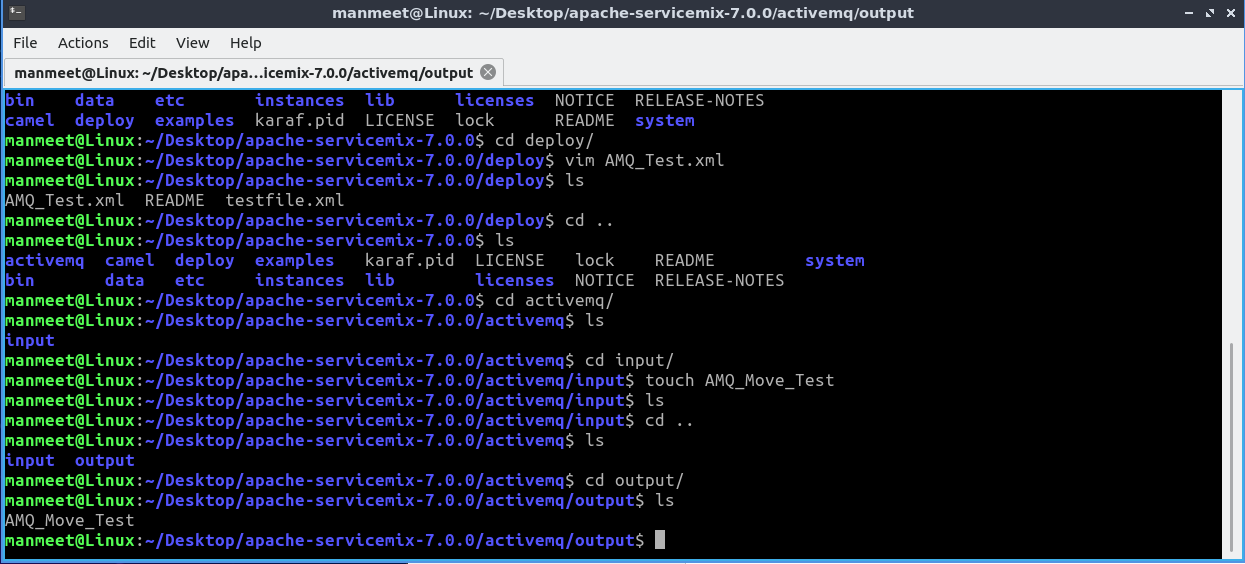 manmeet@Linux: ~/Desktop/apache-servicemix-7.0.0/activemq/output
File Actions Edit View Help
manmeet@Linux: ~/Desktop/apa...icemix-7.0.0/activemq/output
bin data etc instances lib licenses NOTICE RELEASE-NOTES
camel deploy examples karaf.pid LICENSE lock README system
manmeet@Linux:~/Desktop/apache-servicemix-7.0.0$ cd deploy/
manmeet@Linux:~/Desktop/apache-servicemix-7.0.0/deploy$ vim AMQ_Test.xml
manmeet@Linux:~/Desktop/apache-servicemix-7.0.0/deploy$ ls
AMQ_Test.xml README testfile.xml
manmeet@Linux:~/Desktop/apache-servicemix-7.0.0/deploy$ cd ..
manmeet@Linux:~/Desktop/apache-servicemix-7.0.0$ ls
activemq camel deploy examples karaf.pid LICENSE lock README system
bin data etc instances lib licenses NOTICE RELEASE-NOTES
manmeet@Linux:~/Desktop/apache-servicemix-7.0.0$ cd activemq/
manmeet@Linux:~/Desktop/apache-servicemix-7.0.0/activemq$ ls
input
manmeet@Linux:~/Desktop/apache-servicemix-7.0.0/activemq$ cd input/
manmeet@Linux:~/Desktop/apache-servicemix-7.0.0/activemq/input$ touch AMQ_Move_Test
manmeet@Linux:~/Desktop/apache-servicemix-7.0.0/activemq/input$ ls
manmeet@Linux:~/Desktop/apache-servicemix-7.0.0/activemq/input$ cd ..
manmeet@Linux:~/Desktop/apache-servicemix-7.0.0/activemq$ ls
input output
manmeet@Linux:~/Desktop/apache-servicemix-7.0.0/activemq$ cd output/
manmeet@Linux:~/Desktop/apache-servicemix-7.0.0/activemq/output$ ls
AMQ_Move_Test
manmeet@Linux:~/Desktop/apache-servicemix-7.0.0/activemq/output$